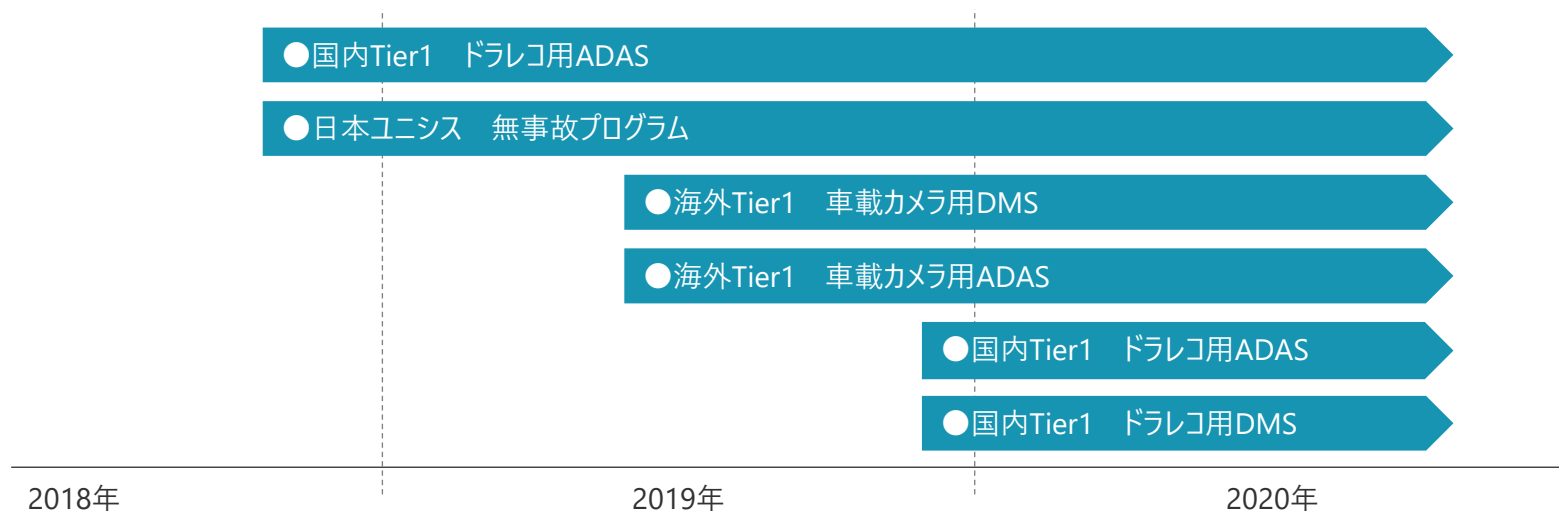 ●国内Tier1　ドラレコ用ADAS
●日本ユニシス　無事故プログラム
●海外Tier1　車載カメラ用DMS
●海外Tier1　車載カメラ用ADAS
●国内Tier1　ドラレコ用ADAS
●国内Tier1　ドラレコ用DMS
2018年　2019年　2020年